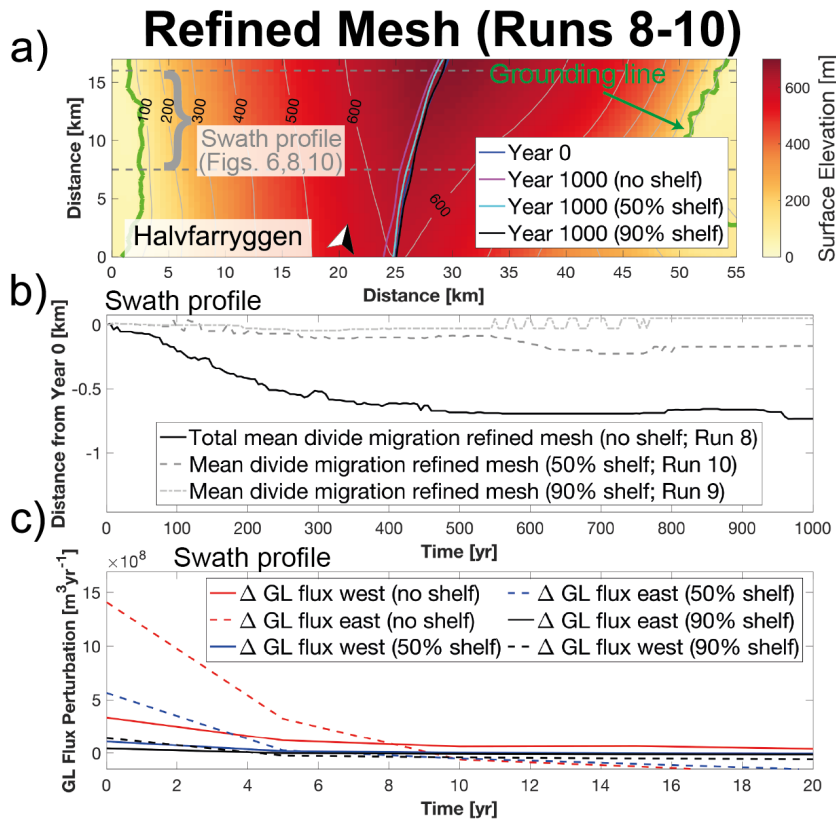 Refined Mesh (Runs 8-10)
a)
Distance [km]
15
10
5
0
100
200
300
400
500
600
600
Grounding line
Swath profile
(Figs. 6,8,10)
Halvfarryggen
Year 0
Year 1000 (no shelf)
Year 1000 (50% shelf)
Year 1000 (90% shelf)
0 5 10 15 20 25 30 35 40 45 50 55
Distance [km]
600
400
200
0
Surface Elevation [m]
b)
Swath profile
Distance from Year 0 [km]
0
-0.5
-1
Total mean divide migration refined mesh (no shelf; Run 8)
Mean divide migration refined mesh (50% shelf; Run 10)
Mean divide migration refined mesh (90% shelf; Run 9)
0 100 200 300 400 500 600 700 800 900 1000
Time [yr]
c)
Swath profile
×10⁸
GL Flux Perturbation [m³yr⁻¹]
15
10
5
0
Δ GL flux west (no shelf)
Δ GL flux east (no shelf)
Δ GL flux west (50% shelf)
Δ GL flux east (50% shelf)
Δ GL flux east (90% shelf)
Δ GL flux west (90% shelf)
0 2 4 6 8 10 12 14 16 18 20
Time [yr]